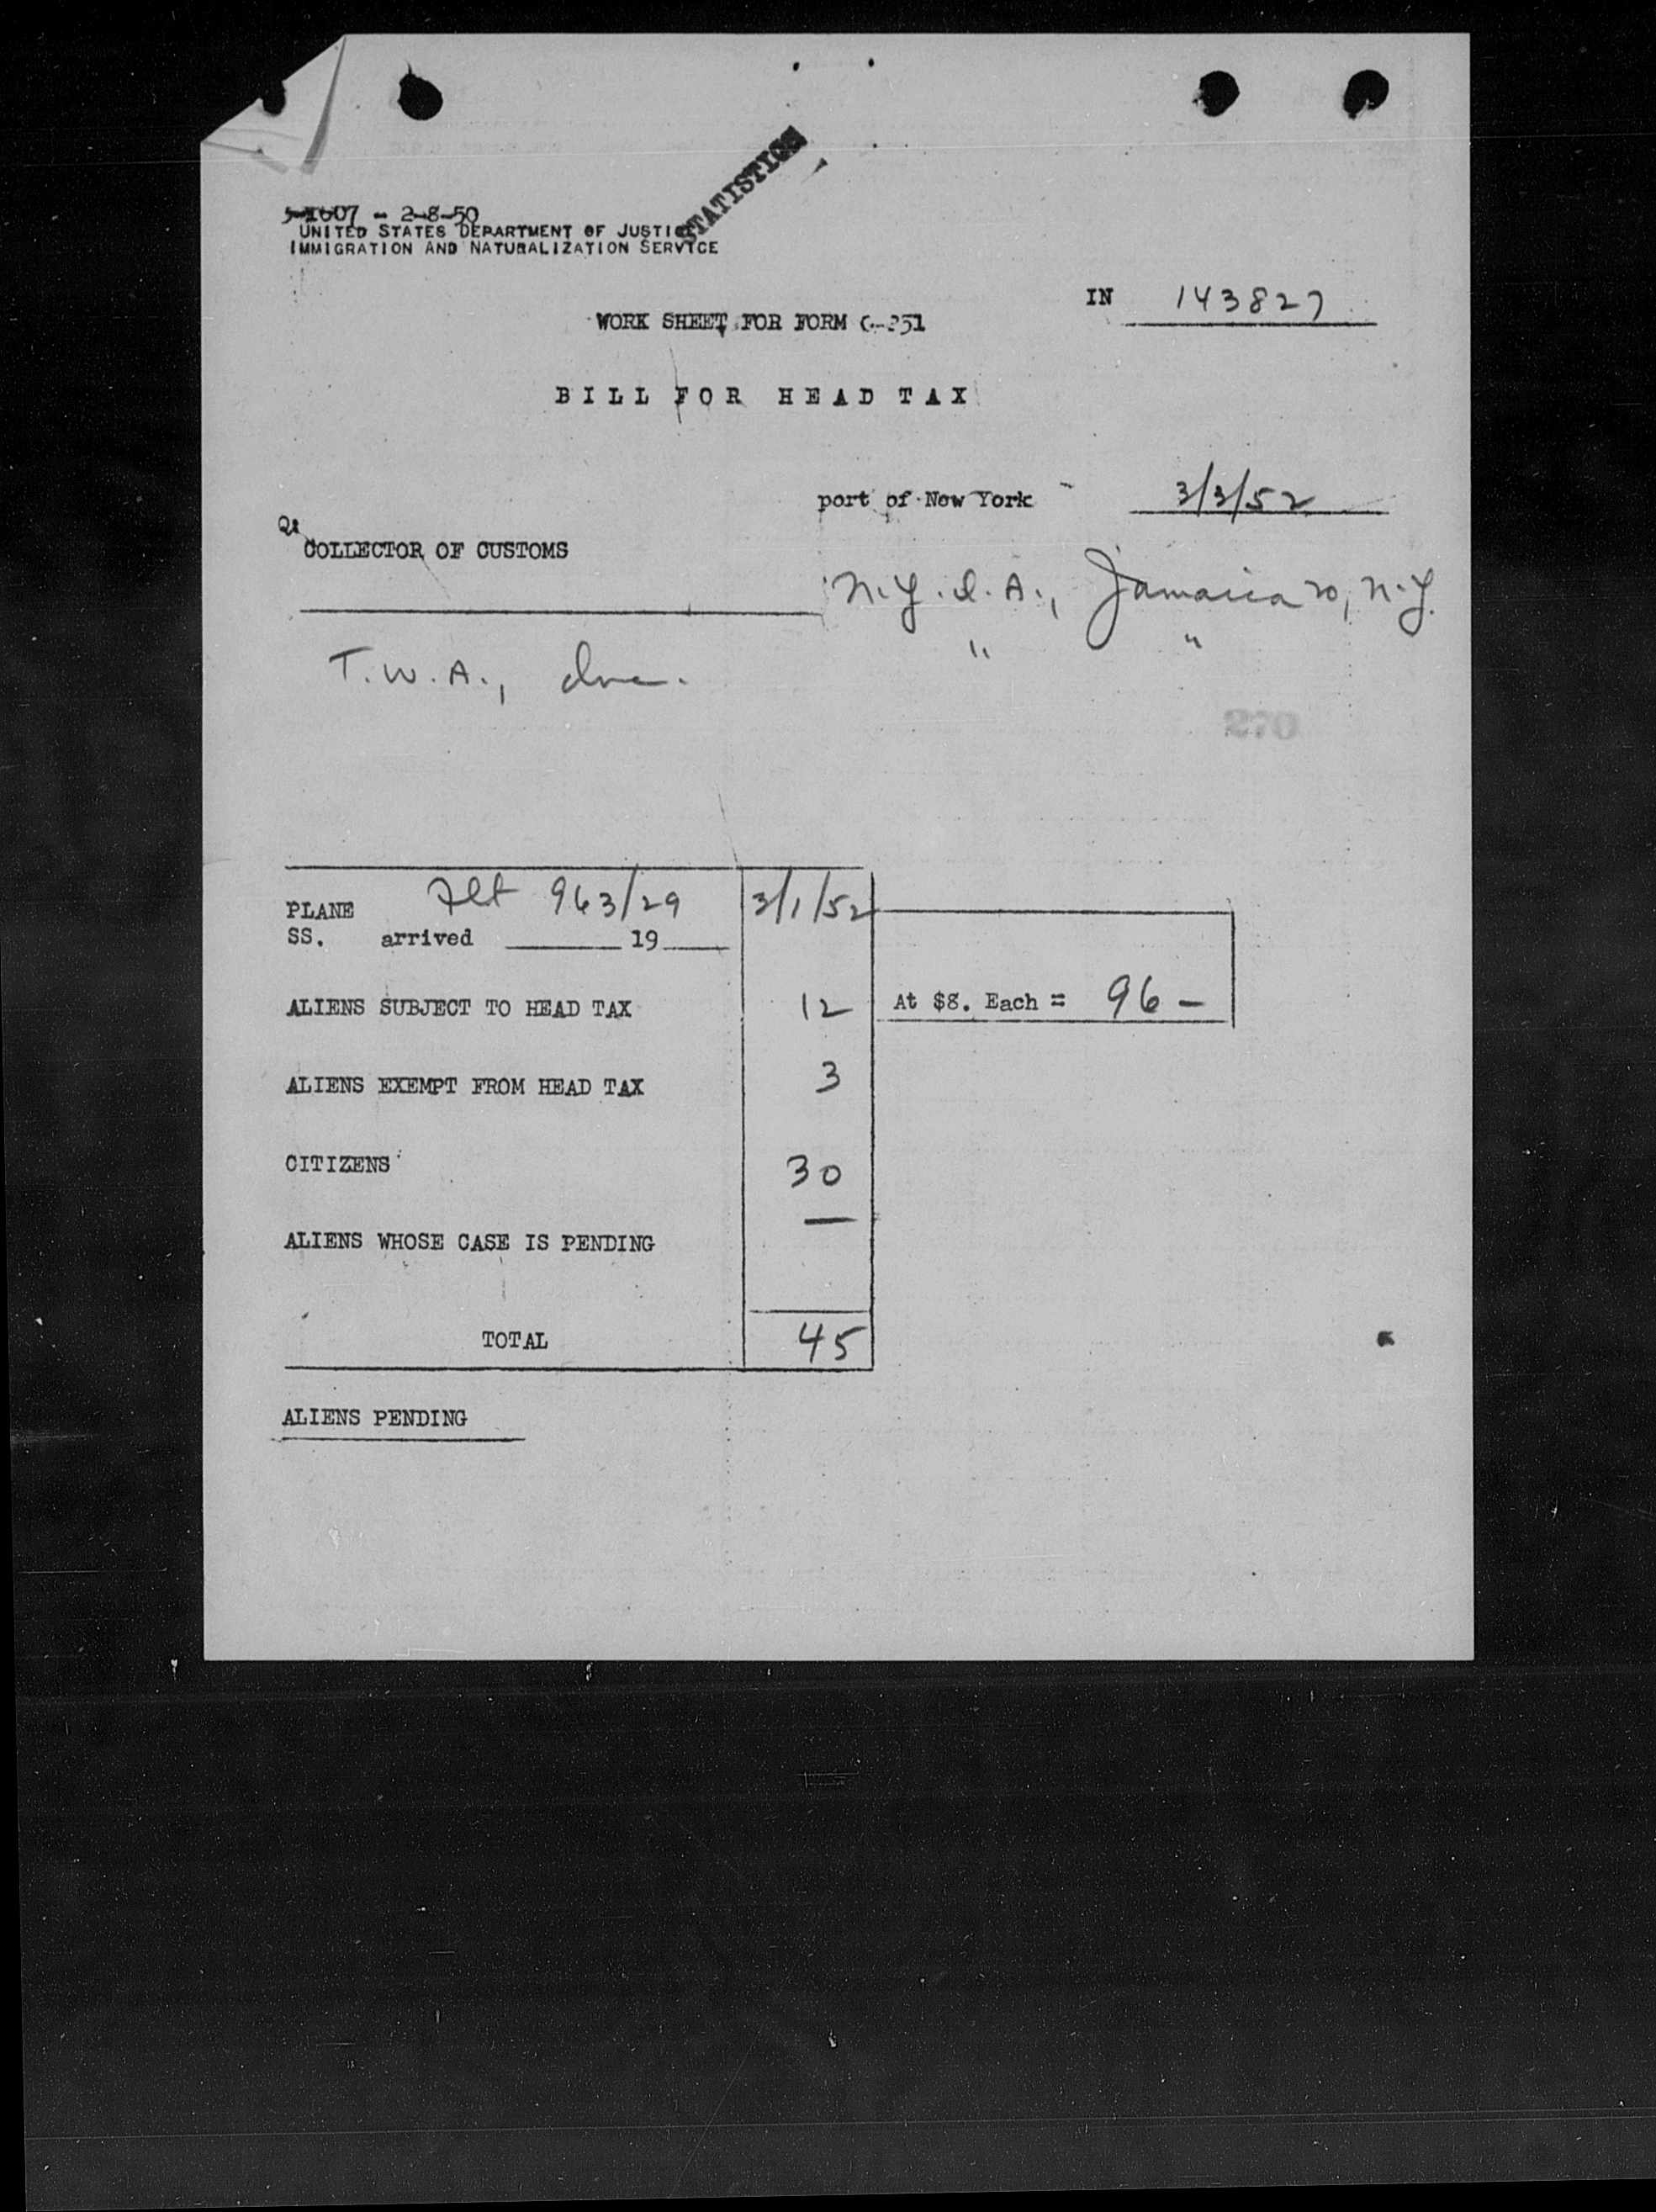 STATISTICS
- 2-8-50
UNITED STATES DEPARTMENT OF JUSTICE
IMMIGRATION AND NATURALIZATION SERVICE
IN 143827
WORK SHEET FOR FORM G-251
BILL FOR HEAD TAX
port of New York 3/3/52
COLLECTOR OF CUSTOMS
N.Y.I.A., Jamaica 20, N.Y.
T.W.A., Inc. " "
270
PLANE Flt 963/29 3/1/52
SS. arrived 19
ALIENS SUBJECT TO HEAD TAX 12 At $8. Each = 96 -
ALIENS EXEMPT FROM HEAD TAX 3
CITIZENS 30
ALIENS WHOSE CASE IS PENDING —
TOTAL 45
ALIENS PENDING